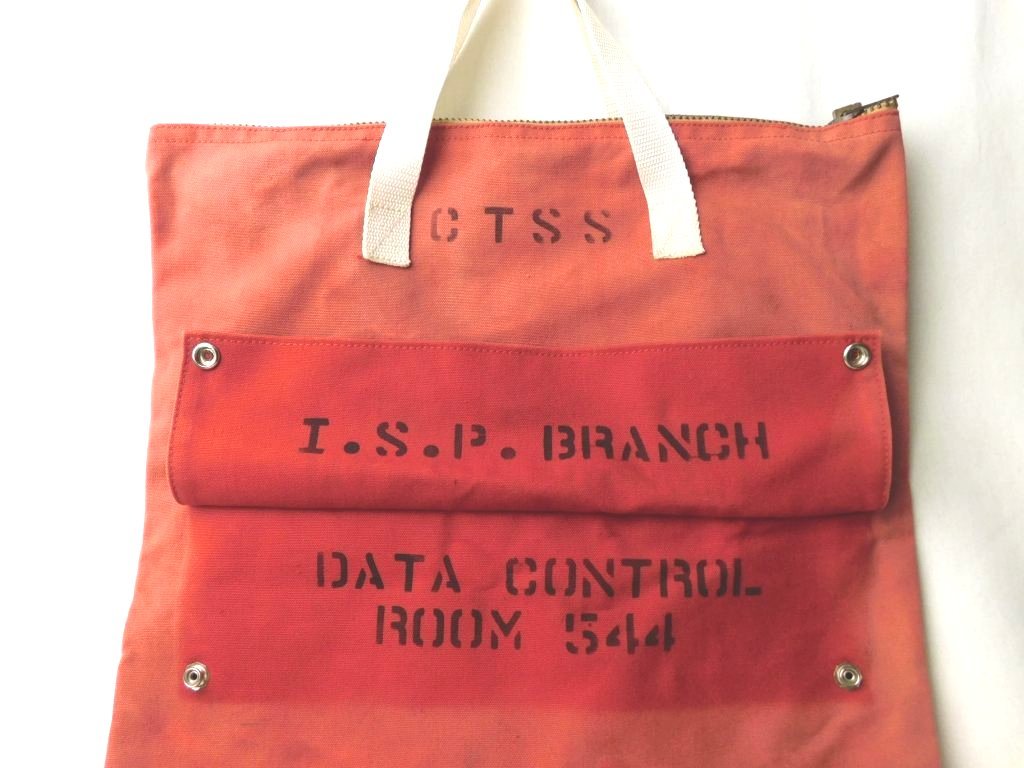 CTSS
I.S.P. BRANCH
DATA CONTROL
ROOM 544